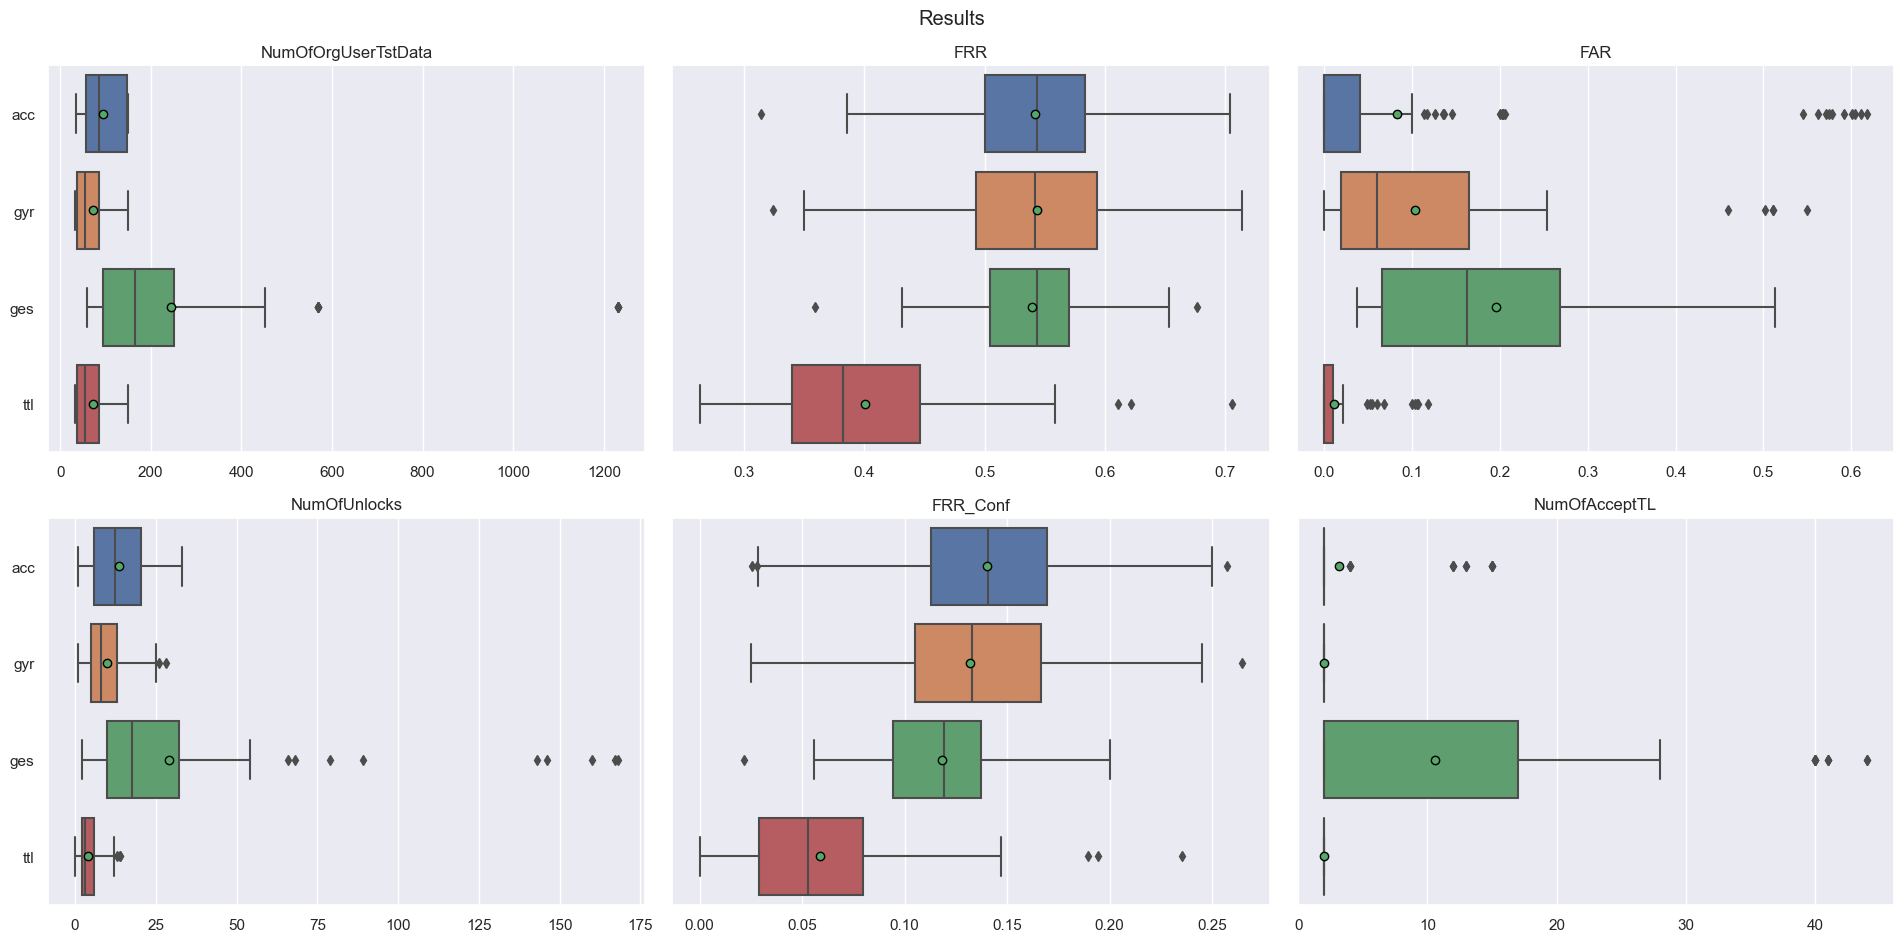 Results
NumOfOrgUserTstData FRR FAR
acc
gyr
ges
ttl
0 200 400 600 800 1000 1200 0.3 0.4 0.5 0.6 0.7 0.0 0.1 0.2 0.3 0.4 0.5 0.6
NumOfUnlocks FRR_Conf NumOfAcceptTL
acc
gyr
ges
ttl
0 25 50 75 100 125 150 175 0.00 0.05 0.10 0.15 0.20 0.25 0 10 20 30 40